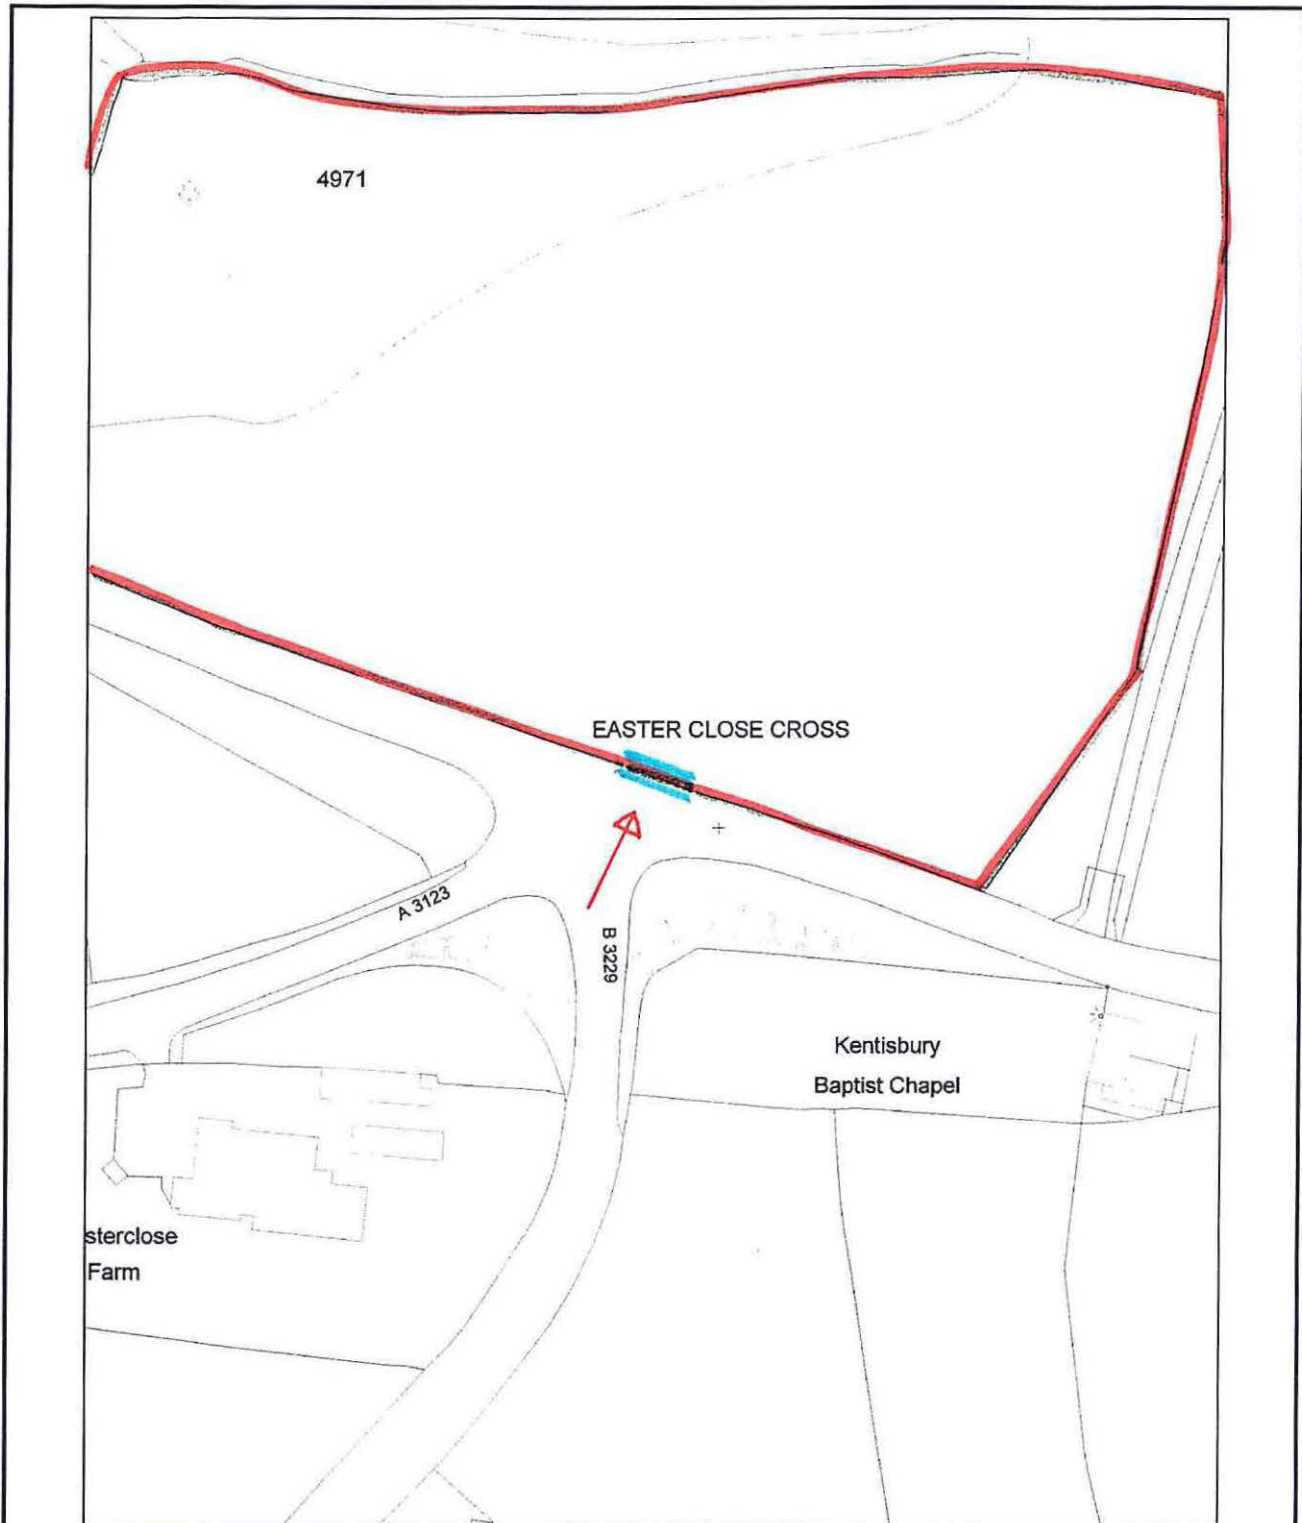 4971
EASTER CLOSE CROSS
A 3123
B 3229
Kentisbury
Baptist Chapel
sterclose
Farm